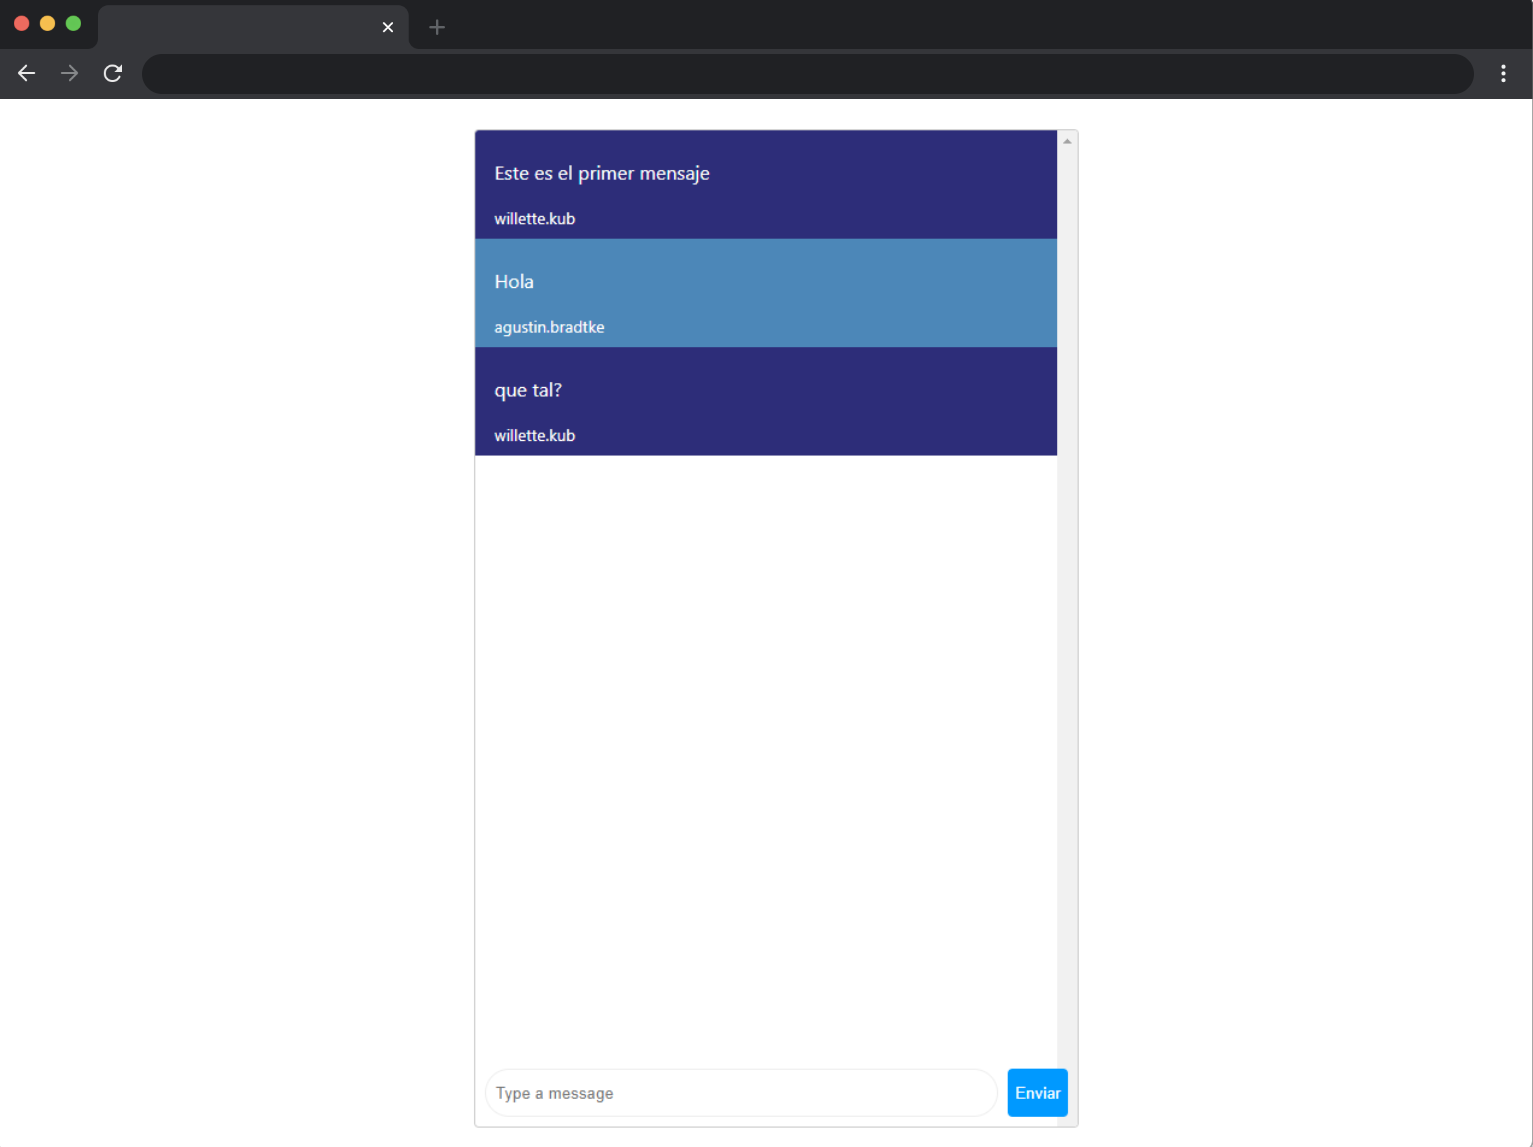 Este es el primer mensaje
willette.kub
Hola
agustin.bradtke
que tal?
willette.kub
Type a message
Enviar